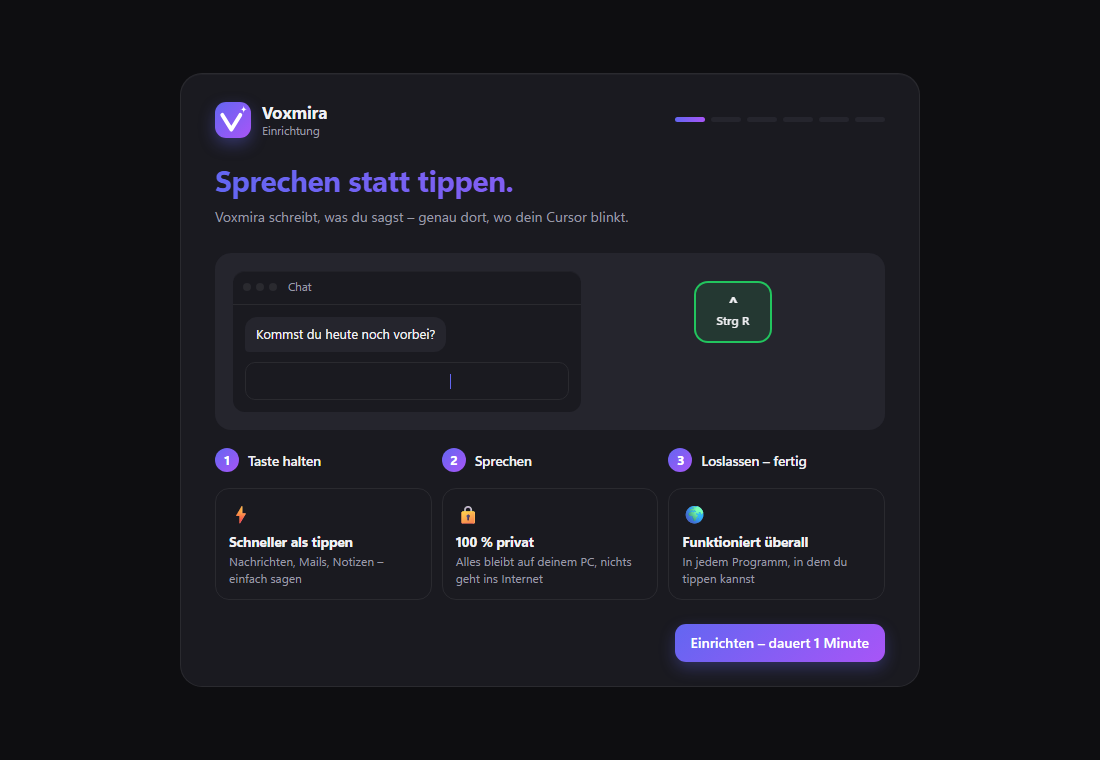 Voxmira
Einrichtung
Sprechen statt tippen.
Voxmira schreibt, was du sagst – genau dort, wo dein Cursor blinkt.
Chat
Kommst du heute noch vorbei?
^
Strg R
1 Taste halten
2 Sprechen
3 Loslassen – fertig
Schneller als tippen
Nachrichten, Mails, Notizen –
einfach sagen
100 % privat
Alles bleibt auf deinem PC, nichts
geht ins Internet
Funktioniert überall
In jedem Programm, in dem du
tippen kannst
Einrichten – dauert 1 Minute